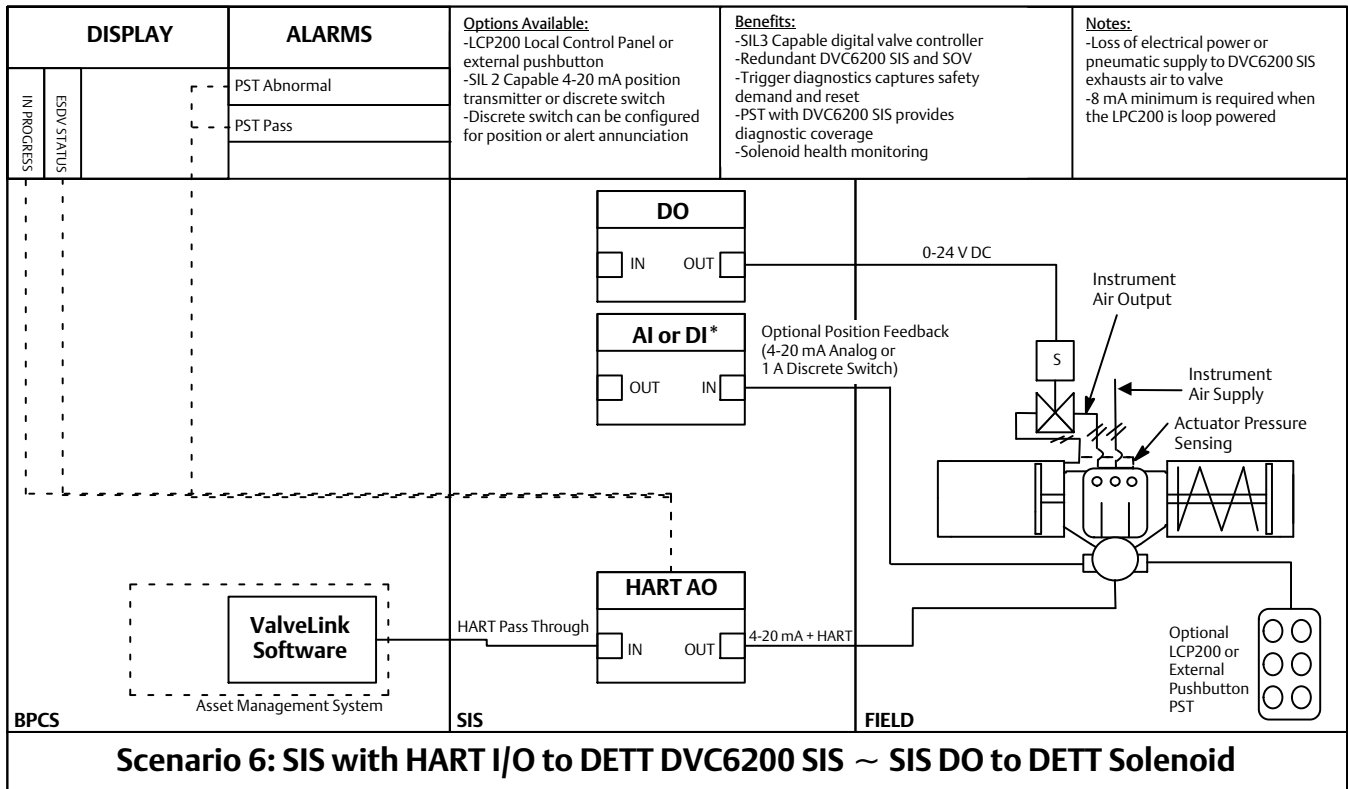 DISPLAY
ALARMS
IN PROGRESS
ESDV STATUS
PST Abnormal
PST Pass
Options Available:
-LCP200 Local Control Panel or
external pushbutton
-SIL 2 Capable 4-20 mA position
transmitter or discrete switch
-Discrete switch can be configured
for position or alert annunciation
Benefits:
-SIL3 Capable digital valve controller
-Redundant DVC6200 SIS and SOV
-Trigger diagnostics captures safety
demand and reset
-PST with DVC6200 SIS provides
diagnostic coverage
-Solenoid health monitoring
Notes:
-Loss of electrical power or
pneumatic supply to DVC6200 SIS
exhausts air to valve
-8 mA minimum is required when
the LPC200 is loop powered
DO
IN OUT
0-24 V DC
AI or DI*
OUT IN
Optional Position Feedback
(4-20 mA Analog or
1 A Discrete Switch)
Instrument
Air Output
S
Instrument
Air Supply
Actuator Pressure
Sensing
HART AO
IN OUT
ValveLink
Software
HART Pass Through
4-20 mA + HART
Asset Management System
Optional
LCP200 or
External
Pushbutton
PST
BPCS
SIS
FIELD
Scenario 6: SIS with HART I/O to DETT DVC6200 SIS ~ SIS DO to DETT Solenoid